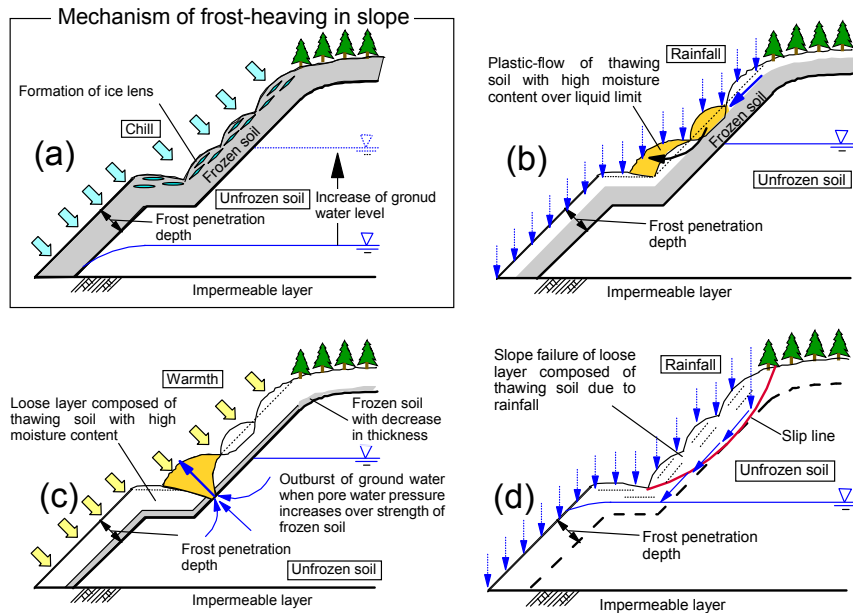 Mechanism of frost-heaving in slope
Formation of ice lens
Chill
(a)
Frozen soil
Unfrozen soil
Increase of gronud
water level
Frost penetration
depth
Impermeable layer
Plastic-flow of thawing
soil with high moisture
content over liquid limit
Rainfall
(b)
Frozen soil
Unfrozen soil
Frost penetration
depth
Impermeable layer
Warmth
Loose layer composed of
thawing soil with high
moisture content
Frozen soil
with decrease
in thickness
(c)
Outburst of ground water
when pore water pressure
increases over strength of
frozen soil
Frost penetration
depth
Unfrozen soil
Impermeable layer
Slope failure of loose
layer composed of
thawing soil due to
rainfall
Rainfall
Slip line
Unfrozen soil
(d)
Frost penetration
depth
Impermeable layer